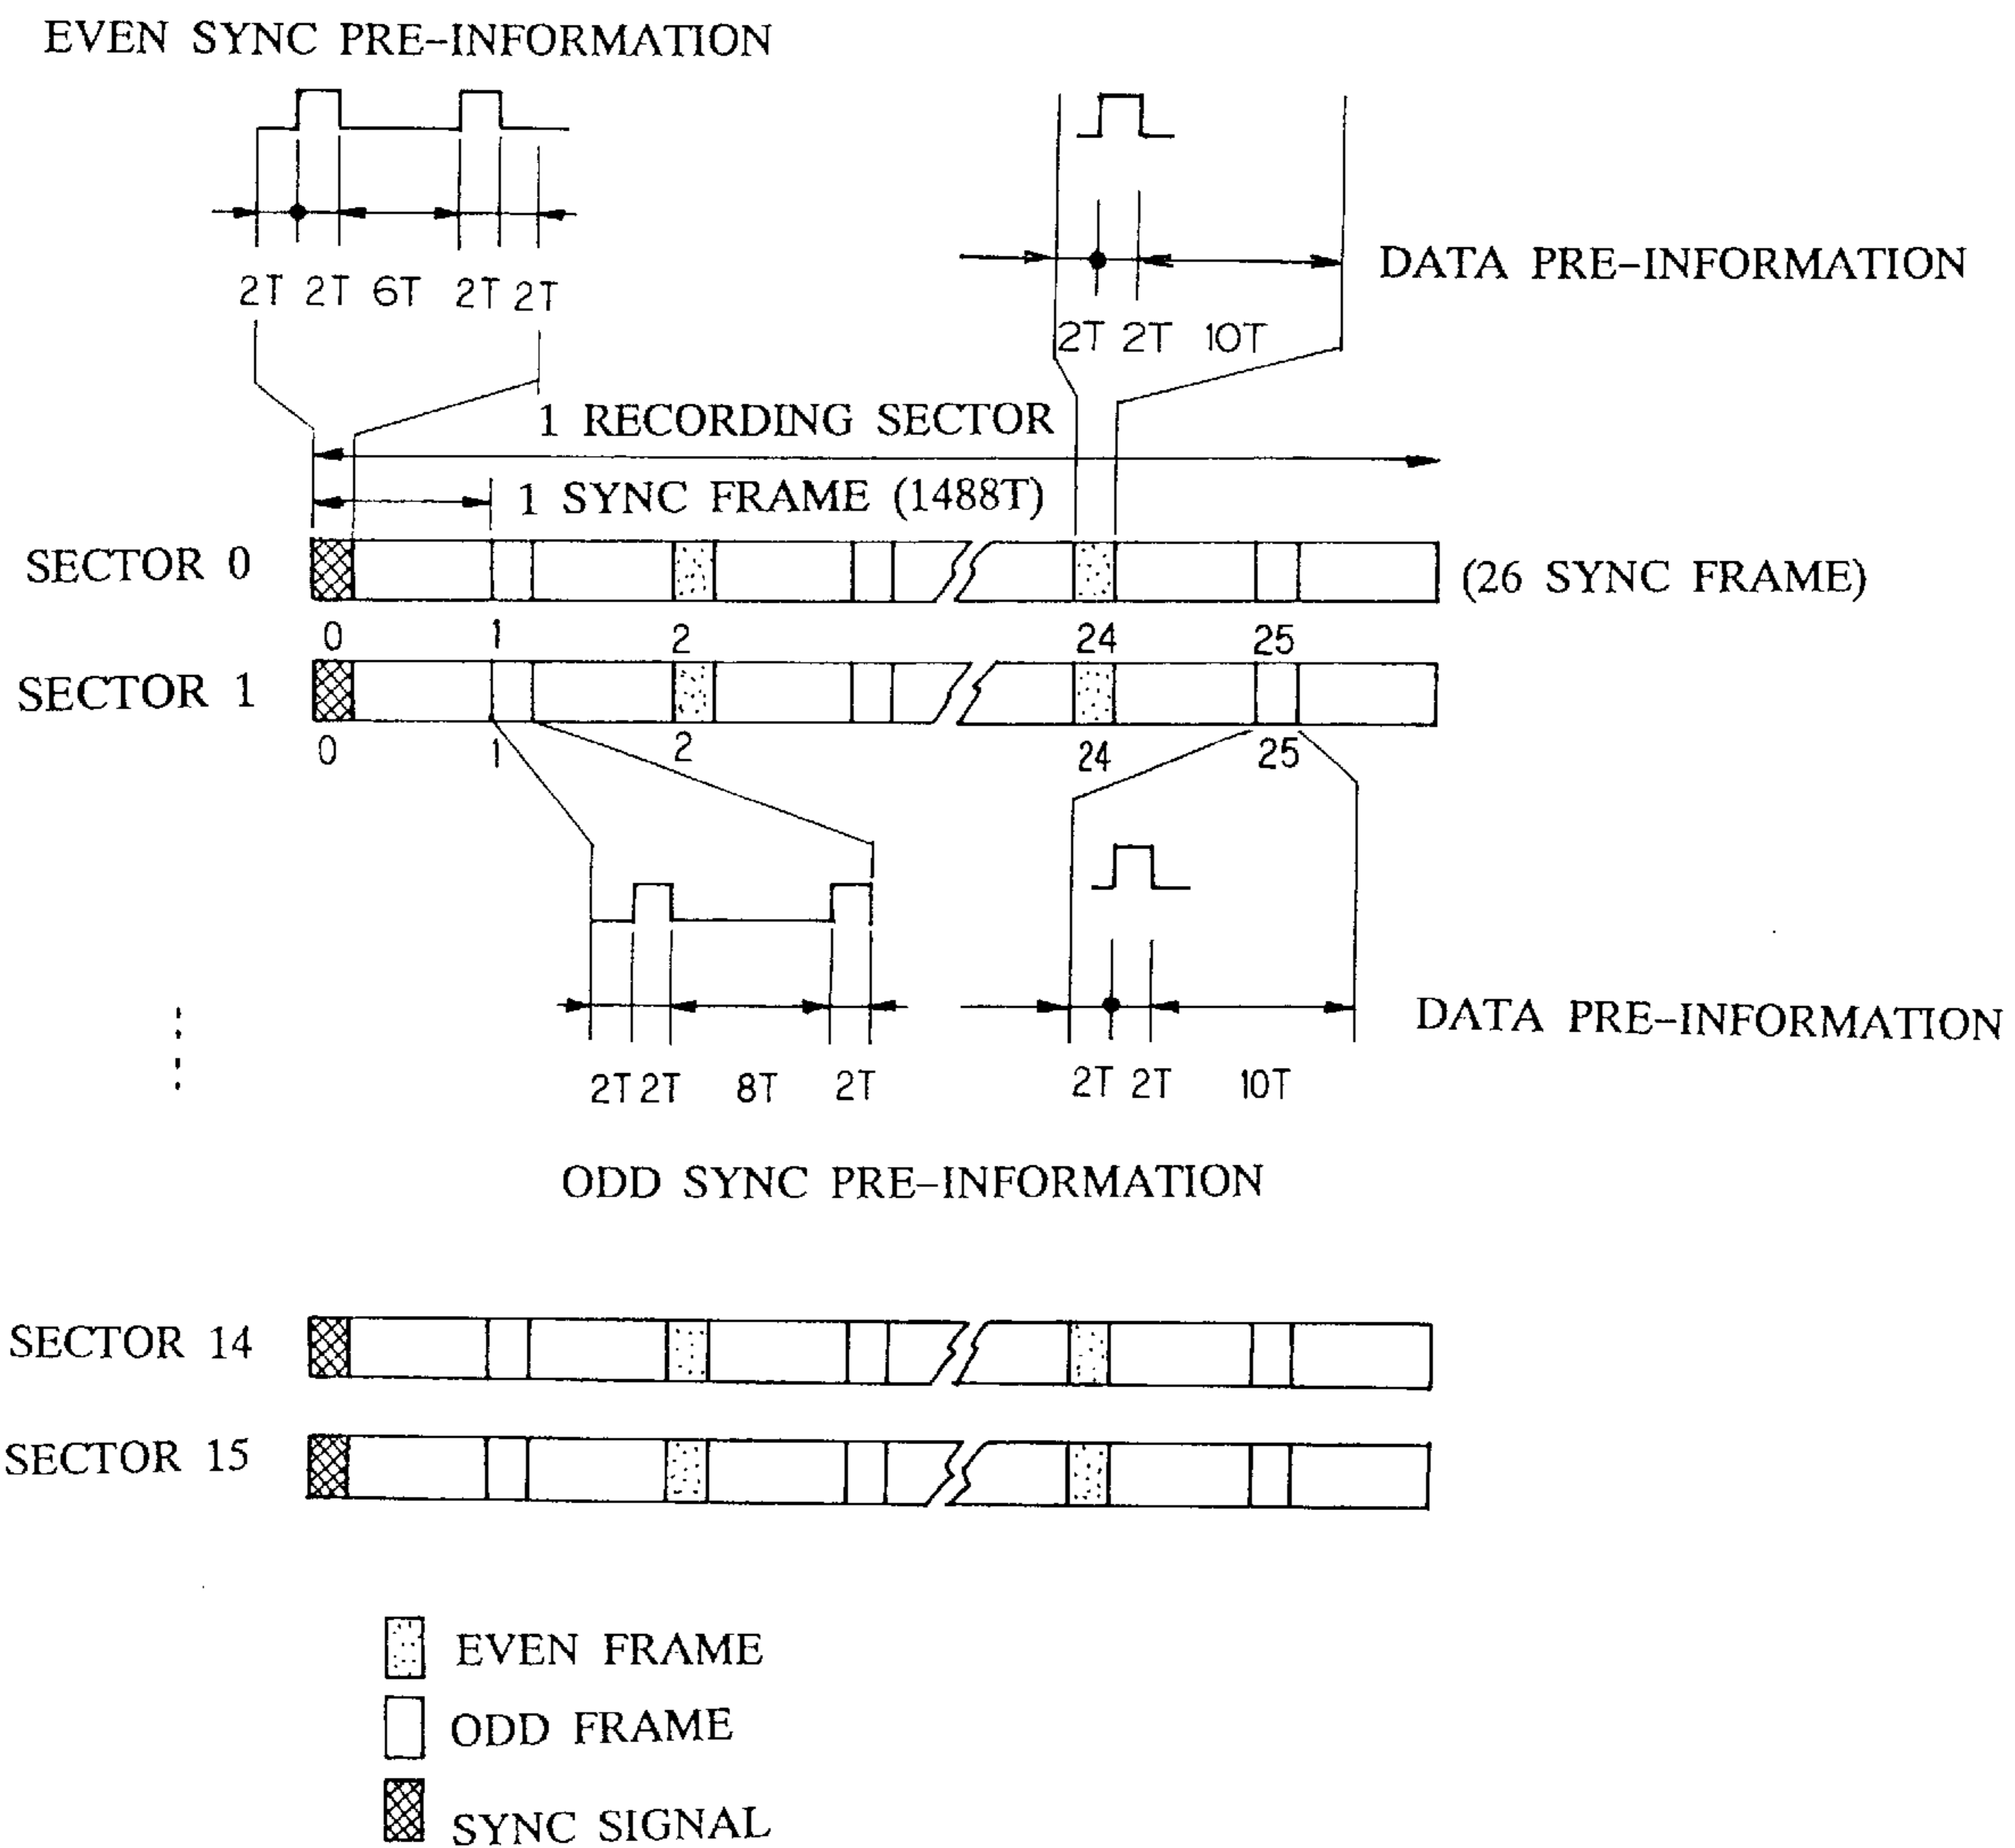 EVEN SYNC PRE-INFORMATION
2T 2T 6T 2T 2T
DATA PRE-INFORMATION
2T 2T 10T
1 RECORDING SECTOR
1 SYNC FRAME (1488T)
SECTOR 0
(26 SYNC FRAME)
0 1 2 24 25
SECTOR 1
0 1 2 24 25
2T 2T 8T 2T
2T 2T 10T
DATA PRE-INFORMATION
ODD SYNC PRE-INFORMATION
SECTOR 14
SECTOR 15
EVEN FRAME
ODD FRAME
SYNC SIGNAL